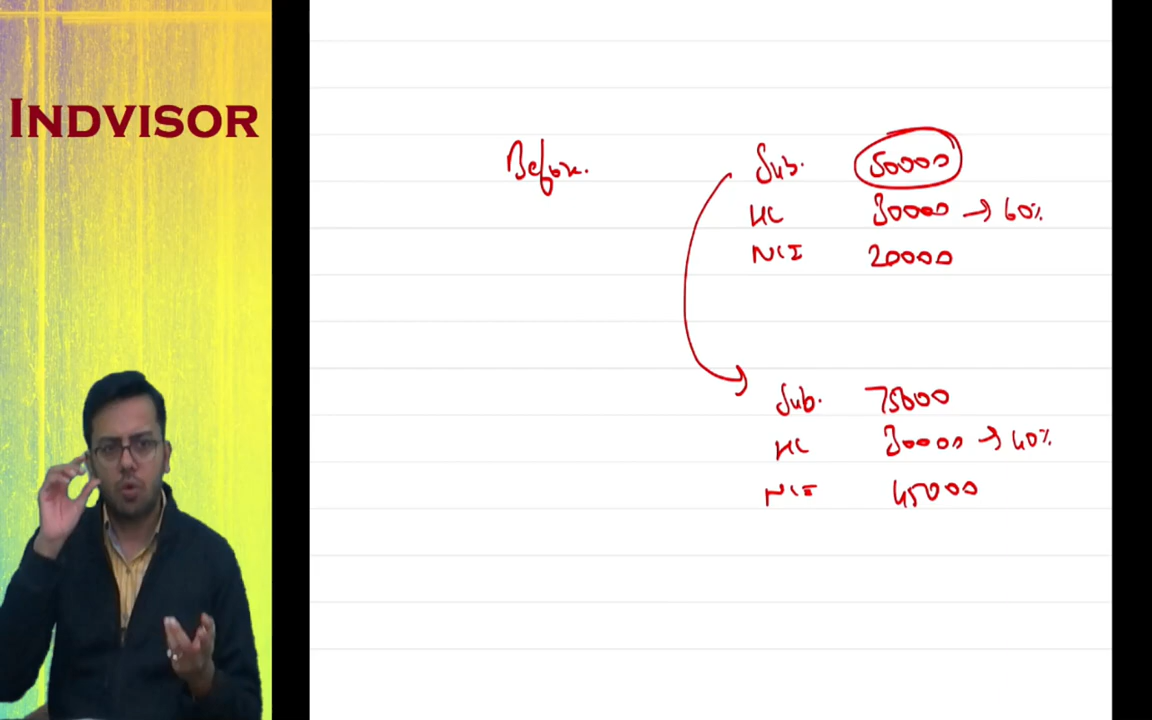 INDVISOR
Before. Sub. 50000
HC 30000 → 60%
NCI 20000
Sub. 75000
HC 30000 → 40%
NCI 45000